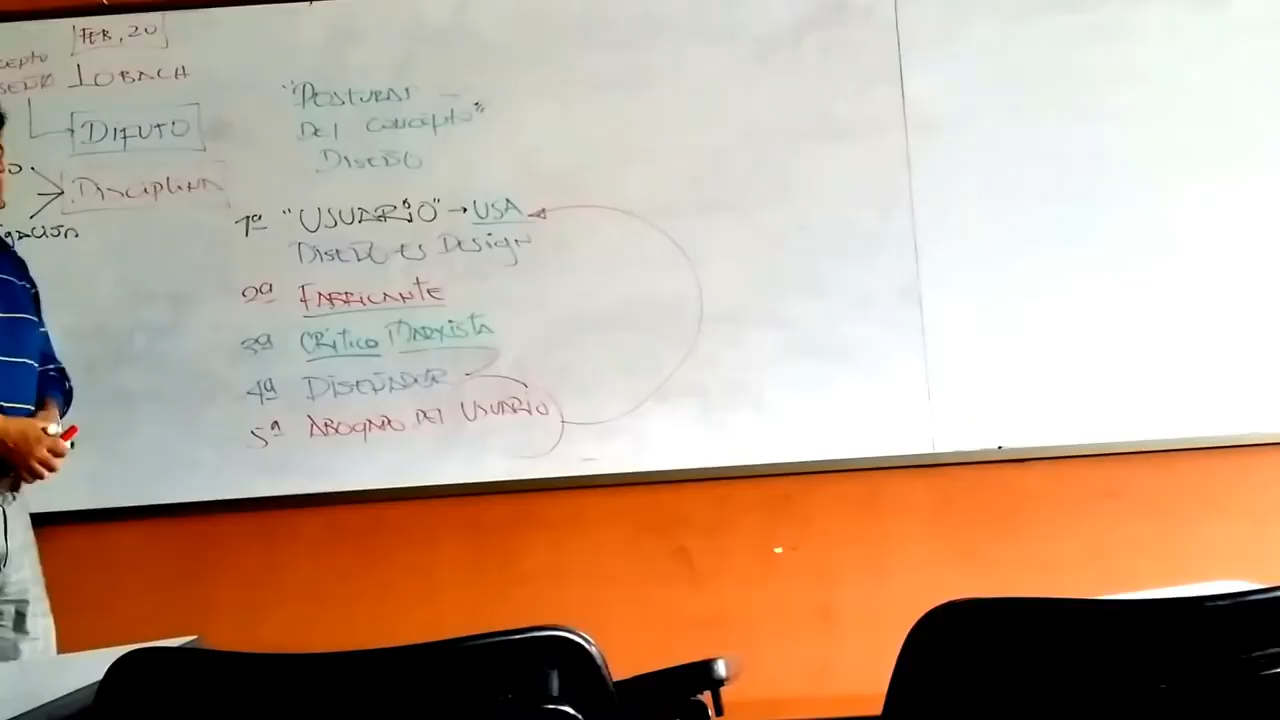 FEB, 20
LOBACH
DIFUTO
DISCIPLINA
"POSTURAS
DEL CONCEPTO"
DISEÑO
1ª "USUARIO" → USA
DISEÑO ES DESIGN
2ª FABRICANTE
3ª CRÍTICO MARXISTA
4ª DISEÑADOR
5ª ABOGADO DEL USUARIO